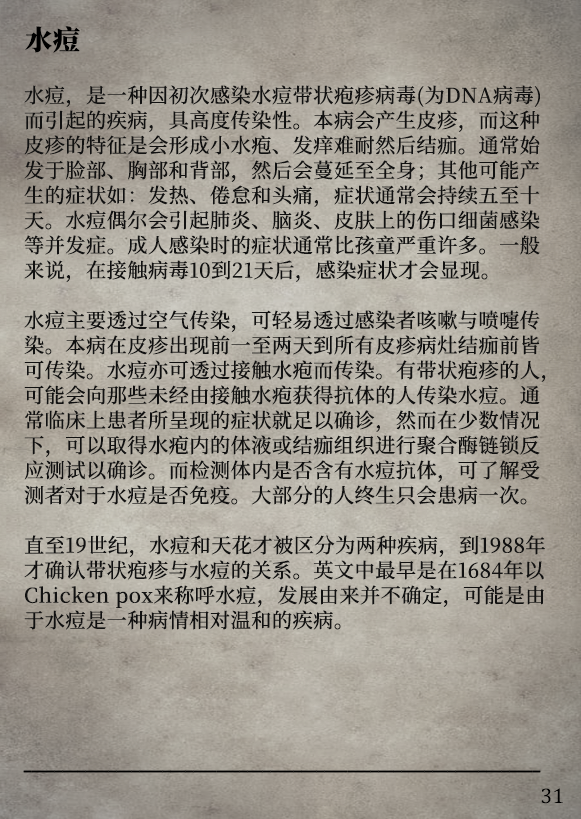 水痘
水痘，是一种因初次感染水痘带状疱疹病毒(为DNA病毒)
而引起的疾病，具高度传染性。本病会产生皮疹，而这种
皮疹的特征是会形成小水疱、发痒难耐然后结痂。通常始
发于脸部、胸部和背部，然后会蔓延至全身；其他可能产
生的症状如：发热、倦怠和头痛，症状通常会持续五至十
天。水痘偶尔会引起肺炎、脑炎、皮肤上的伤口细菌感染
等并发症。成人感染时的症状通常比孩童严重许多。一般
来说，在接触病毒10到21天后，感染症状才会显现。
水痘主要透过空气传染，可轻易透过感染者咳嗽与喷嚏传
染。本病在皮疹出现前一至两天到所有皮疹病灶结痂前皆
可传染。水痘亦可透过接触水疱而传染。有带状疱疹的人，
可能会向那些未经由接触水疱获得抗体的人传染水痘。通
常临床上患者所呈现的症状就足以确诊，然而在少数情况
下，可以取得水疱内的体液或结痂组织进行聚合酶链锁反
应测试以确诊。而检测体内是否含有水痘抗体，可了解受
测者对于水痘是否免疫。大部分的人终生只会患病一次。
直至19世纪，水痘和天花才被区分为两种疾病，到1988年
才确认带状疱疹与水痘的关系。英文中最早是在1684年以
Chicken pox来称呼水痘，发展由来并不确定，可能是由
于水痘是一种病情相对温和的疾病。
31